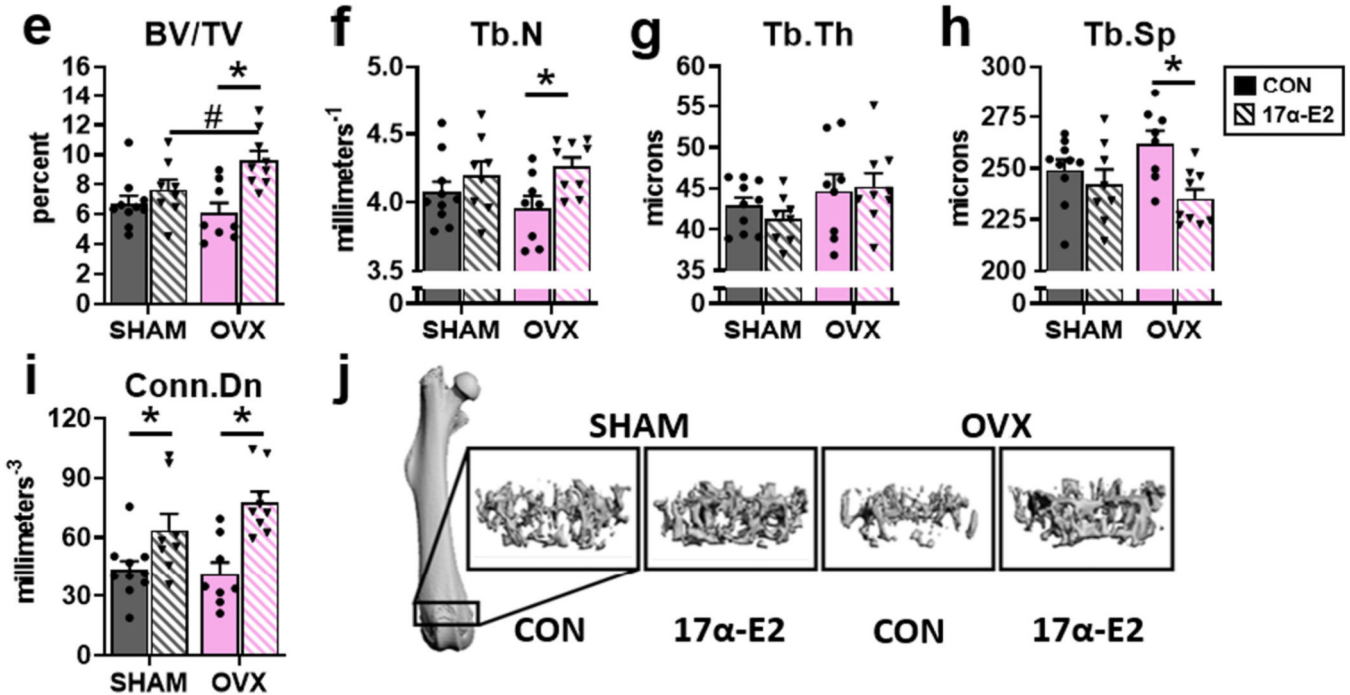 e
BV/TV
percent
16
14
12
10
8
6
4
2
0
#
*
SHAM OVX
f
Tb.N
millimeters-1
5.0
4.5
4.0
3.5
0
*
SHAM OVX
g
Tb.Th
microns
60
55
50
45
40
35
0
SHAM OVX
h
Tb.Sp
microns
300
275
250
225
200
0
*
SHAM OVX
CON
17α-E2
i
Conn.Dn
millimeters-3
120
90
60
30
0
* *
SHAM OVX
j
SHAM OVX
CON 17α-E2 CON 17α-E2